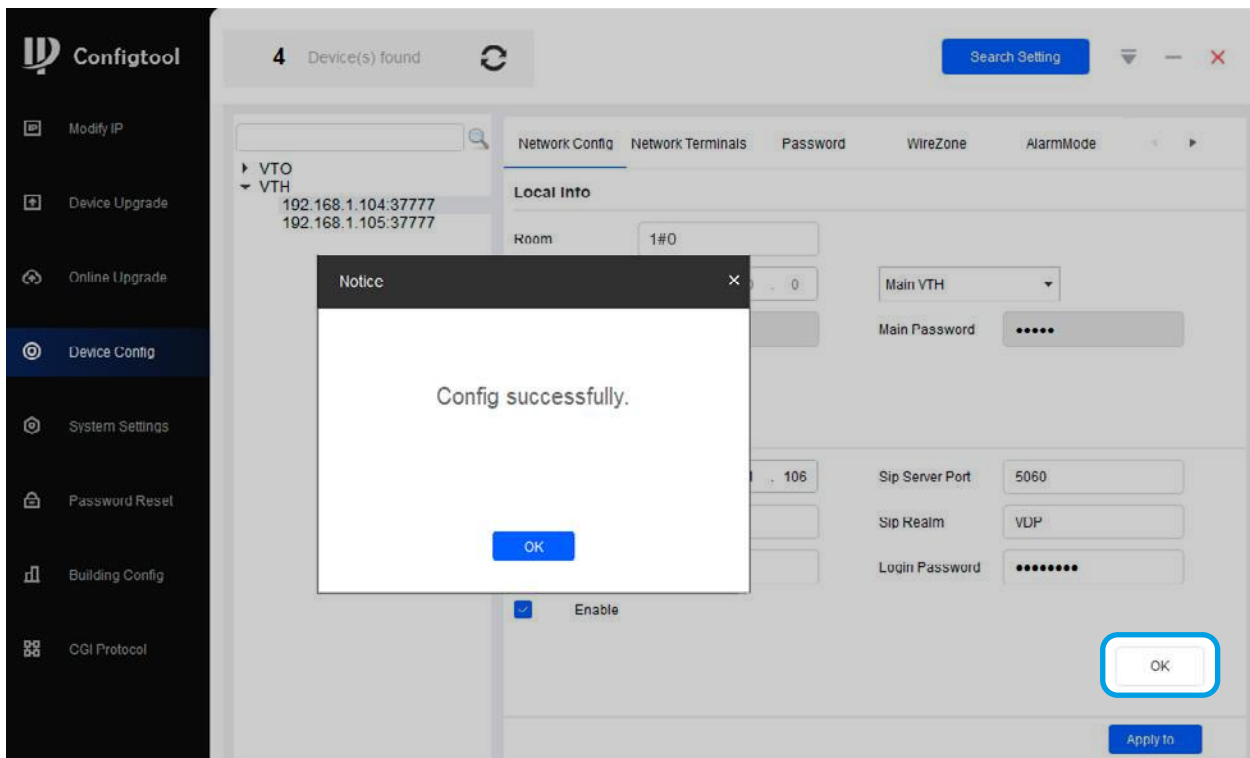 Configtool
4 Device(s) found
Search Setting
Modify IP
Device Upgrade
Online Upgrade
Device Config
System Settings
Password Reset
Building Config
CGI Protocol
VTO
VTH
192.168.1.104:37777
192.168.1.105:37777
Network Config Network Terminals Password WireZone AlarmMode
Local Info
Room 1#0
. 0 Main VTH
Main Password •••••
Notice
Config successfully.
OK
. 106 Sip Server Port 5060
Sip Realm VDP
Login Password ••••••••
Enable
OK
Apply to